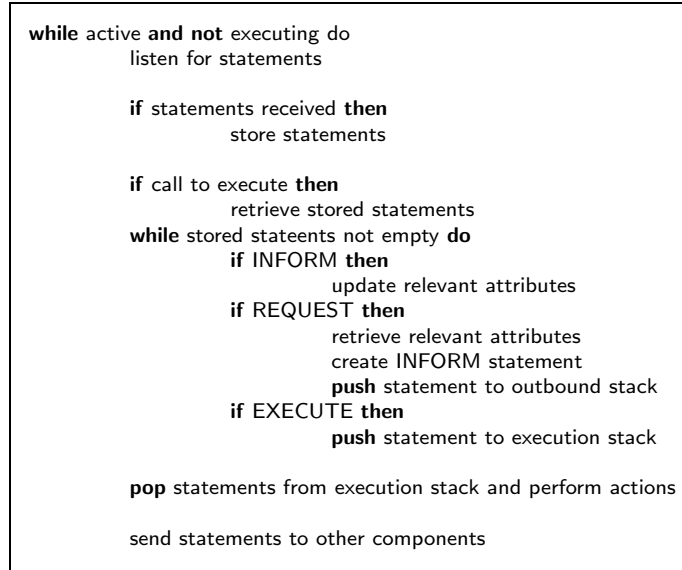 while active and not executing do
listen for statements
if statements received then
store statements
if call to execute then
retrieve stored statements
while stored stateents not empty do
if INFORM then
update relevant attributes
if REQUEST then
retrieve relevant attributes
create INFORM statement
push statement to outbound stack
if EXECUTE then
push statement to execution stack
pop statements from execution stack and perform actions
send statements to other components